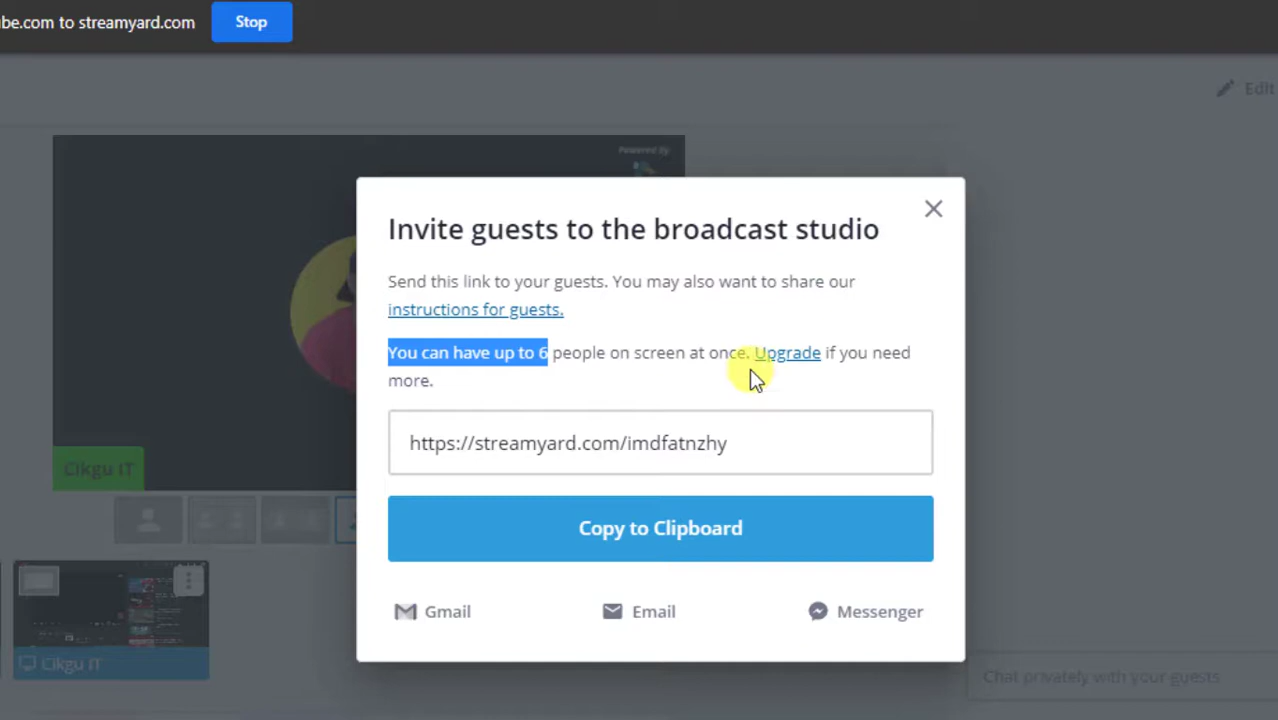 be.com to streamyard.com
Stop
Edit
Powered by
Invite guests to the broadcast studio
Send this link to your guests. You may also want to share our
instructions for guests.
You can have up to 6 people on screen at once. Upgrade if you need
more.
https://streamyard.com/imdfatnzhy
Copy to Clipboard
Gmail
Email
Messenger
Cikgu IT
Cikgu IT
Chat privately with your guests